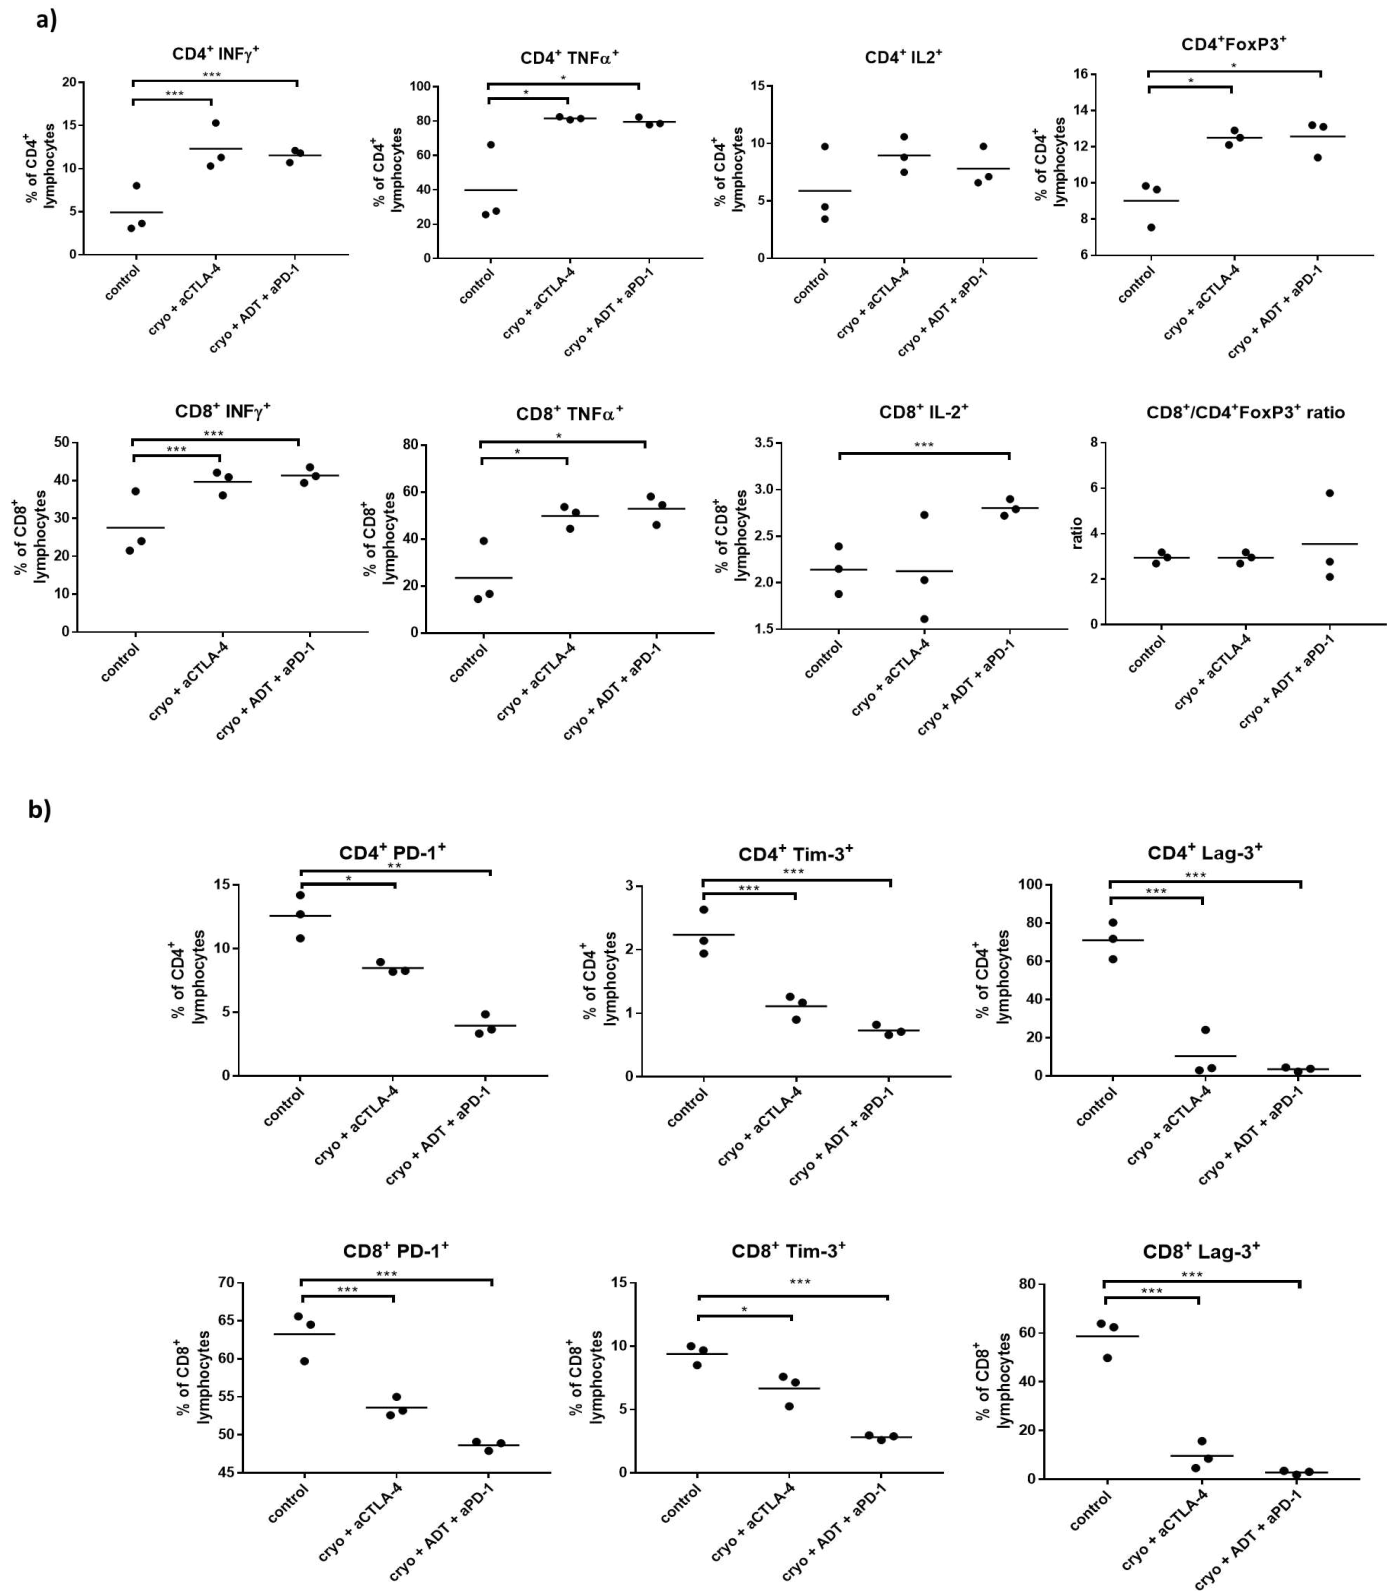 a)
CD4⁺ INFγ⁺
% of CD4⁺
lymphocytes
20
15
10
5
0
***
***
control
cryo + aCTLA-4
cryo + ADT + aPD-1
CD4⁺ TNFα⁺
% of CD4⁺
lymphocytes
100
80
60
40
20
0
*
*
control
cryo + aCTLA-4
cryo + ADT + aPD-1
CD4⁺ IL2⁺
% of CD4⁺
lymphocytes
15
10
5
0
control
cryo + aCTLA-4
cryo + ADT + aPD-1
CD4⁺FoxP3⁺
% of CD4⁺
lymphocytes
16
14
12
10
8
6
*
*
control
cryo + aCTLA-4
cryo + ADT + aPD-1
CD8⁺ INFγ⁺
% of CD8⁺
lymphocytes
50
40
30
20
10
0
***
***
control
cryo + aCTLA-4
cryo + ADT + aPD-1
CD8⁺ TNFα⁺
% of CD8⁺
lymphocytes
80
60
40
20
0
*
*
control
cryo + aCTLA-4
cryo + ADT + aPD-1
CD8⁺ IL-2⁺
% of CD8⁺
lymphocytes
3.5
3.0
2.5
2.0
1.5
***
control
cryo + aCTLA-4
cryo + ADT + aPD-1
CD8⁺/CD4⁺FoxP3⁺ ratio
ratio
8
6
4
2
0
control
cryo + aCTLA-4
cryo + ADT + aPD-1
b)
CD4⁺ PD-1⁺
% of CD4⁺
lymphocytes
15
10
5
0
**
*
control
cryo + aCTLA-4
cryo + ADT + aPD-1
CD4⁺ Tim-3⁺
% of CD4⁺
lymphocytes
3
2
1
0
***
***
control
cryo + aCTLA-4
cryo + ADT + aPD-1
CD4⁺ Lag-3⁺
% of CD4⁺
lymphocytes
100
80
60
40
20
0
***
***
control
cryo + aCTLA-4
cryo + ADT + aPD-1
CD8⁺ PD-1⁺
% of CD8⁺
lymphocytes
70
65
60
55
50
45
***
***
control
cryo + aCTLA-4
cryo + ADT + aPD-1
CD8⁺ Tim-3⁺
% of CD8⁺
lymphocytes
15
10
5
0
***
*
control
cryo + aCTLA-4
cryo + ADT + aPD-1
CD8⁺ Lag-3⁺
% of CD8⁺
lymphocytes
80
60
40
20
0
***
***
control
cryo + aCTLA-4
cryo + ADT + aPD-1